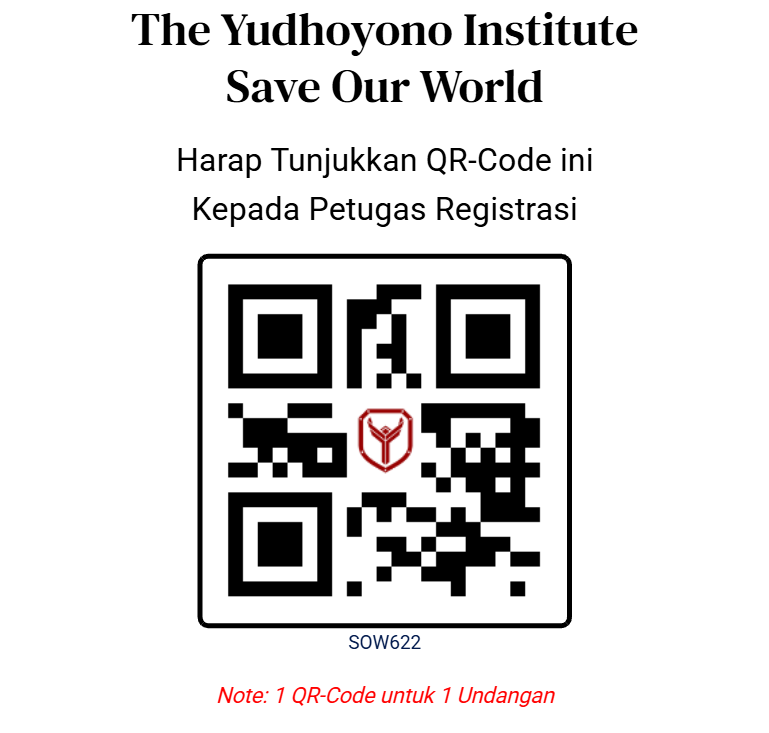 The Yudhoyono Institute
Save Our World
Harap Tunjukkan QR-Code ini
Kepada Petugas Registrasi
SOW622
Note: 1 QR-Code untuk 1 Undangan